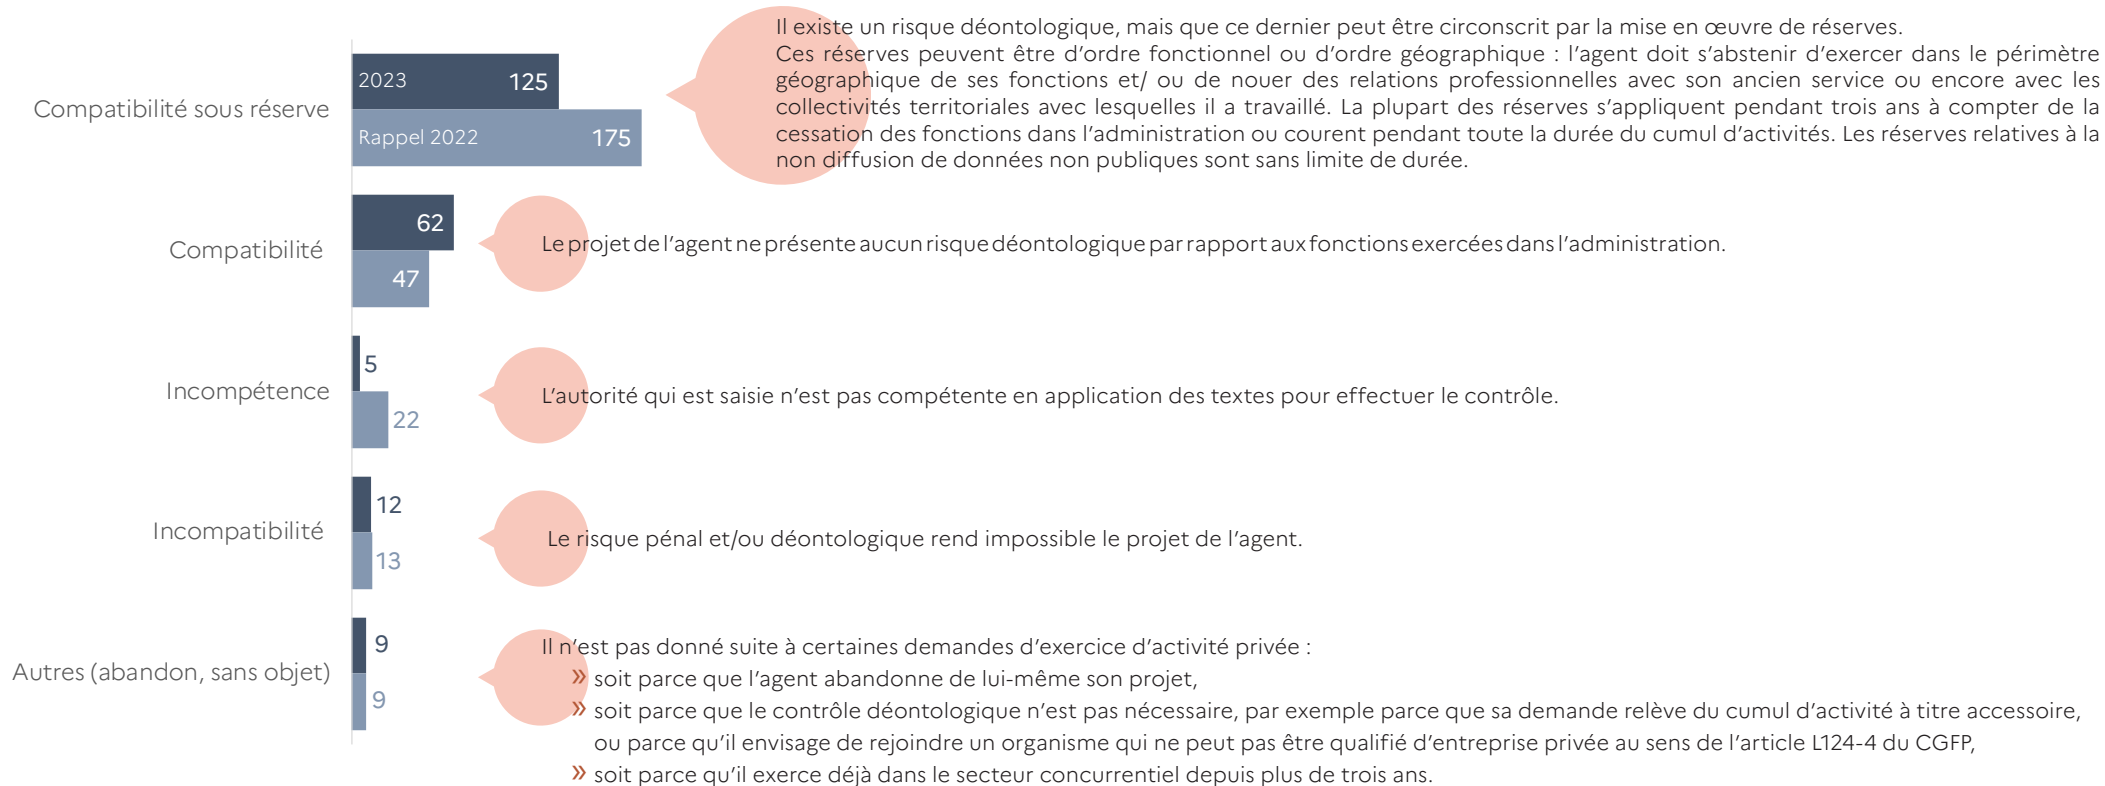 Compatibilité sous réserve
2023
125
Rappel 2022
175
Il existe un risque déontologique, mais que ce dernier peut être circonscrit par la mise en œuvre de réserves.
Ces réserves peuvent être d’ordre fonctionnel ou d’ordre géographique : l’agent doit s’abstenir d’exercer dans le périmètre
géographique de ses fonctions et/ ou de nouer des relations professionnelles avec son ancien service ou encore avec les
collectivités territoriales avec lesquelles il a travaillé. La plupart des réserves s’appliquent pendant trois ans à compter de la
cessation des fonctions dans l’administration ou courent pendant toute la durée du cumul d’activités. Les réserves relatives à la
non diffusion de données non publiques sont sans limite de durée.
Compatibilité
62
47
Le projet de l’agent ne présente aucun risque déontologique par rapport aux fonctions exercées dans l’administration.
Incompétence
5
22
L’autorité qui est saisie n’est pas compétente en application des textes pour effectuer le contrôle.
Incompatibilité
12
13
Le risque pénal et/ou déontologique rend impossible le projet de l’agent.
Autres (abandon, sans objet)
9
9
Il n’est pas donné suite à certaines demandes d’exercice d’activité privée :
» soit parce que l’agent abandonne de lui-même son projet,
» soit parce que le contrôle déontologique n’est pas nécessaire, par exemple parce que sa demande relève du cumul d’activité à titre accessoire,
ou parce qu’il envisage de rejoindre un organisme qui ne peut pas être qualifié d’entreprise privée au sens de l’article L124-4 du CGFP,
» soit parce qu’il exerce déjà dans le secteur concurrentiel depuis plus de trois ans.